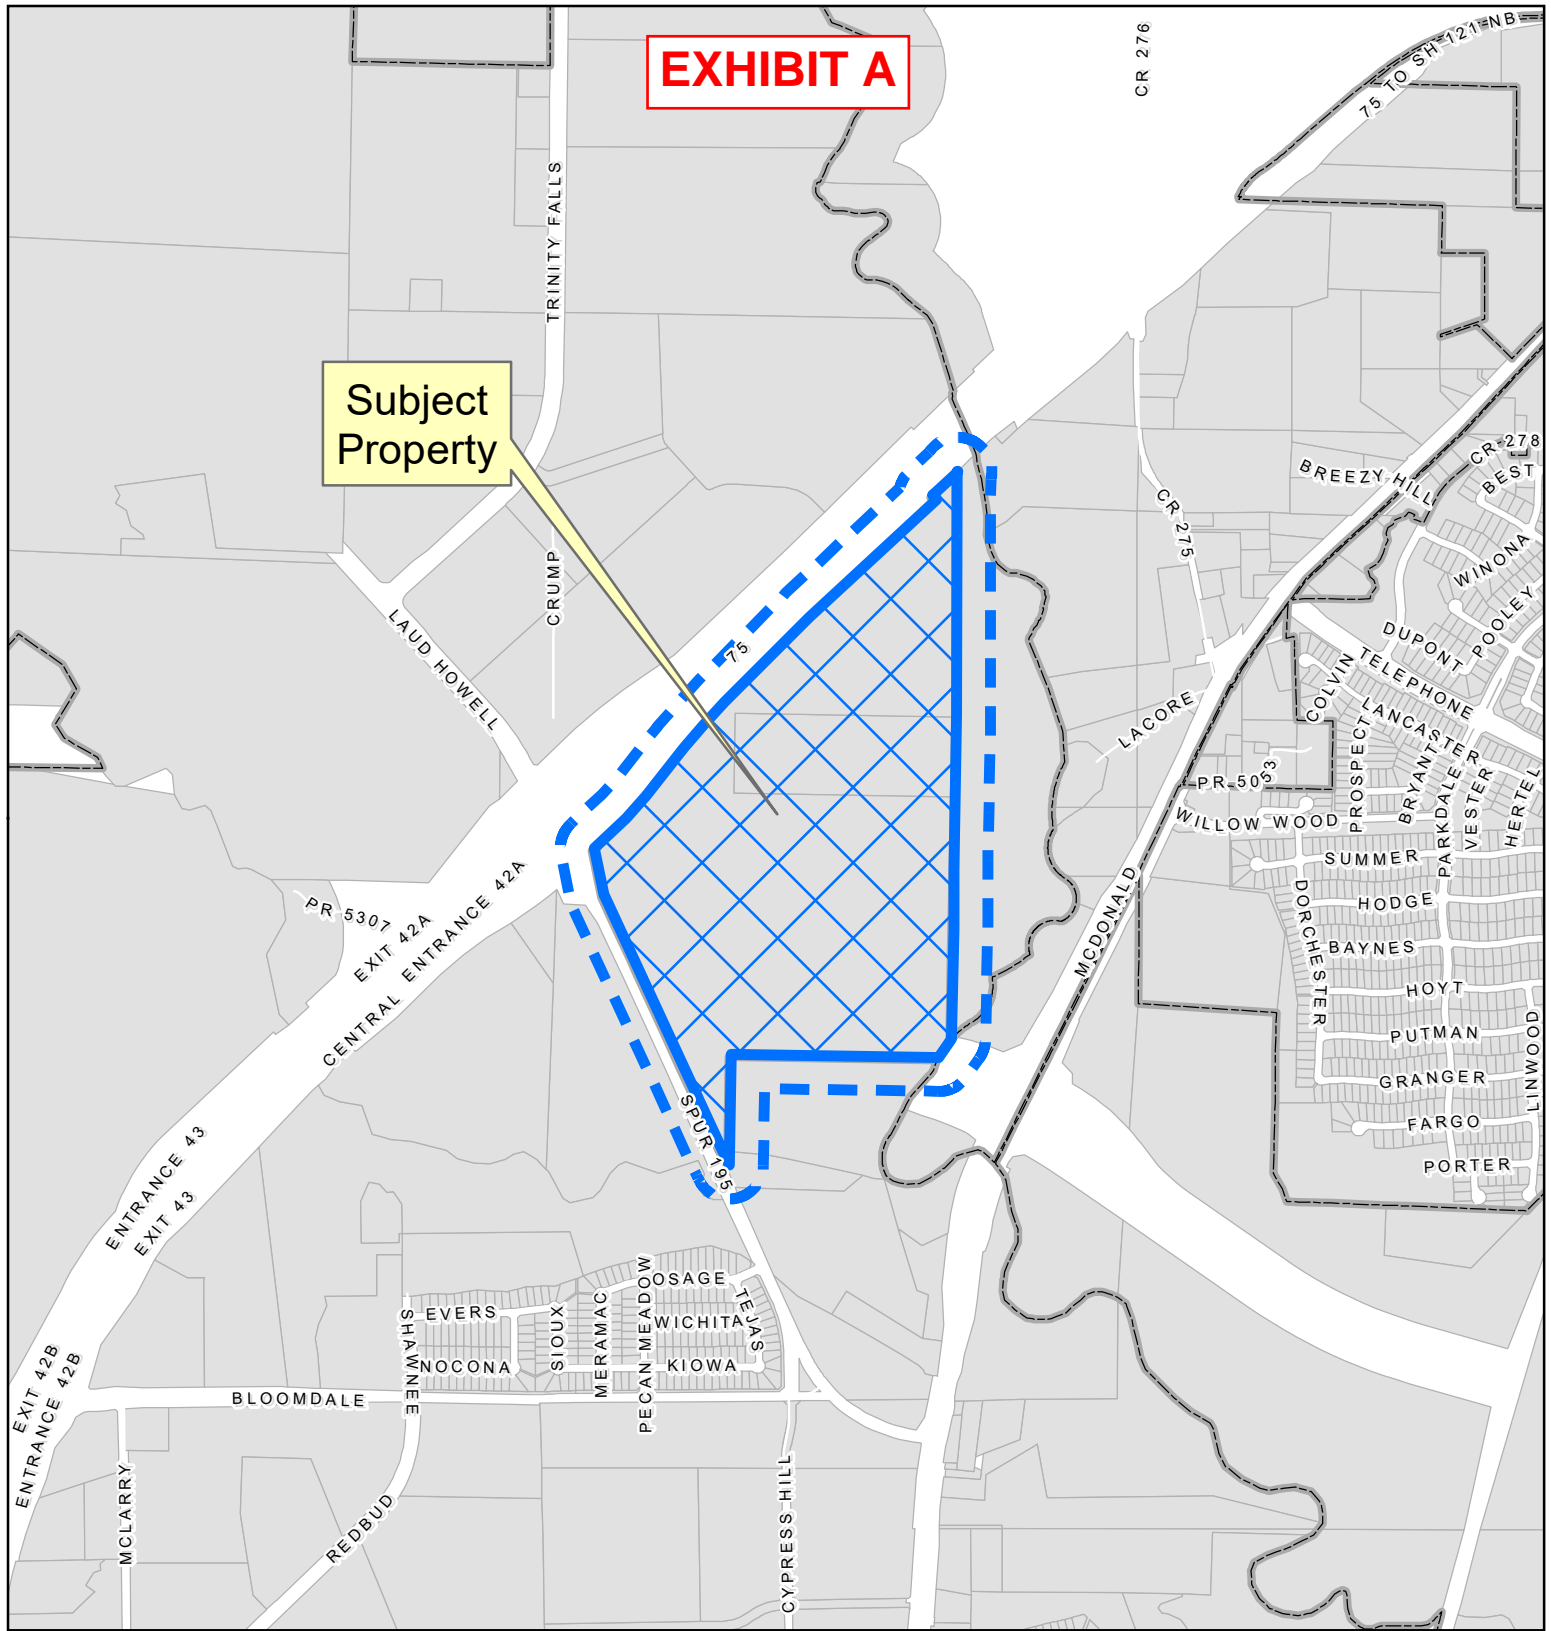 EXHIBIT A
CR 276
75 TO SH 121 NB
TRINITY FALLS
Subject
Property
CR 278
BEST
BREEZY HILL
CR 275
WINONA
POOLEY
CRUMP
LAUD HOWELL
75
DUPONT
TELEPHONE
COLVIN
LANCASTER
LACORE
PROSPECT
BRYANT
PARKDALE
VESTER
HERTEL
PR 5053
WILLOW WOOD
SUMMER
DORCHESTER
HODGE
BAYNES
HOYT
PUTMAN
GRANGER
LINWOOD
FARGO
PORTER
MCDONALD
PR 5307
EXIT 42A
CENTRAL
ENTRANCE 42A
ENTRANCE 43
EXIT 43
SPUR 195
OSAGE
EVERS
SIOUX
MERAMAC
PECAN MEADOW
WICHITA
TEJAS
SHAWNEE
NOCONA
KIOWA
EXIT 42B
ENTRANCE 42B
BLOOMDALE
MCLARRY
REDBUD
CYPRESS HILL